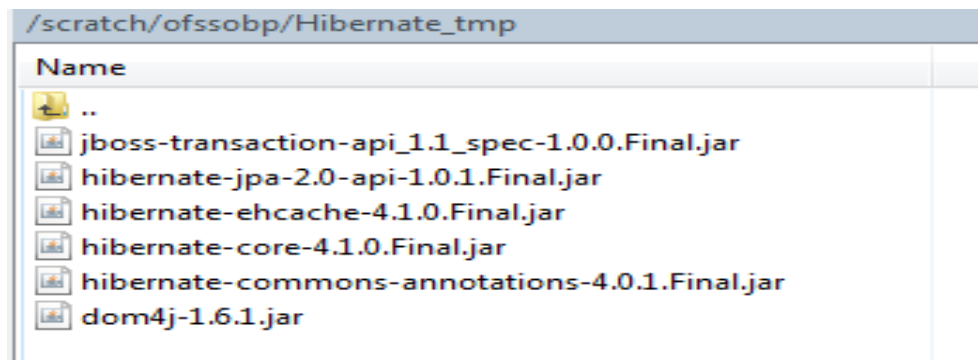 /scratch/ofssobp/Hibernate_tmp
Name
..
jboss-transaction-api_1.1_spec-1.0.0.Final.jar
hibernate-jpa-2.0-api-1.0.1.Final.jar
hibernate-ehcache-4.1.0.Final.jar
hibernate-core-4.1.0.Final.jar
hibernate-commons-annotations-4.0.1.Final.jar
dom4j-1.6.1.jar